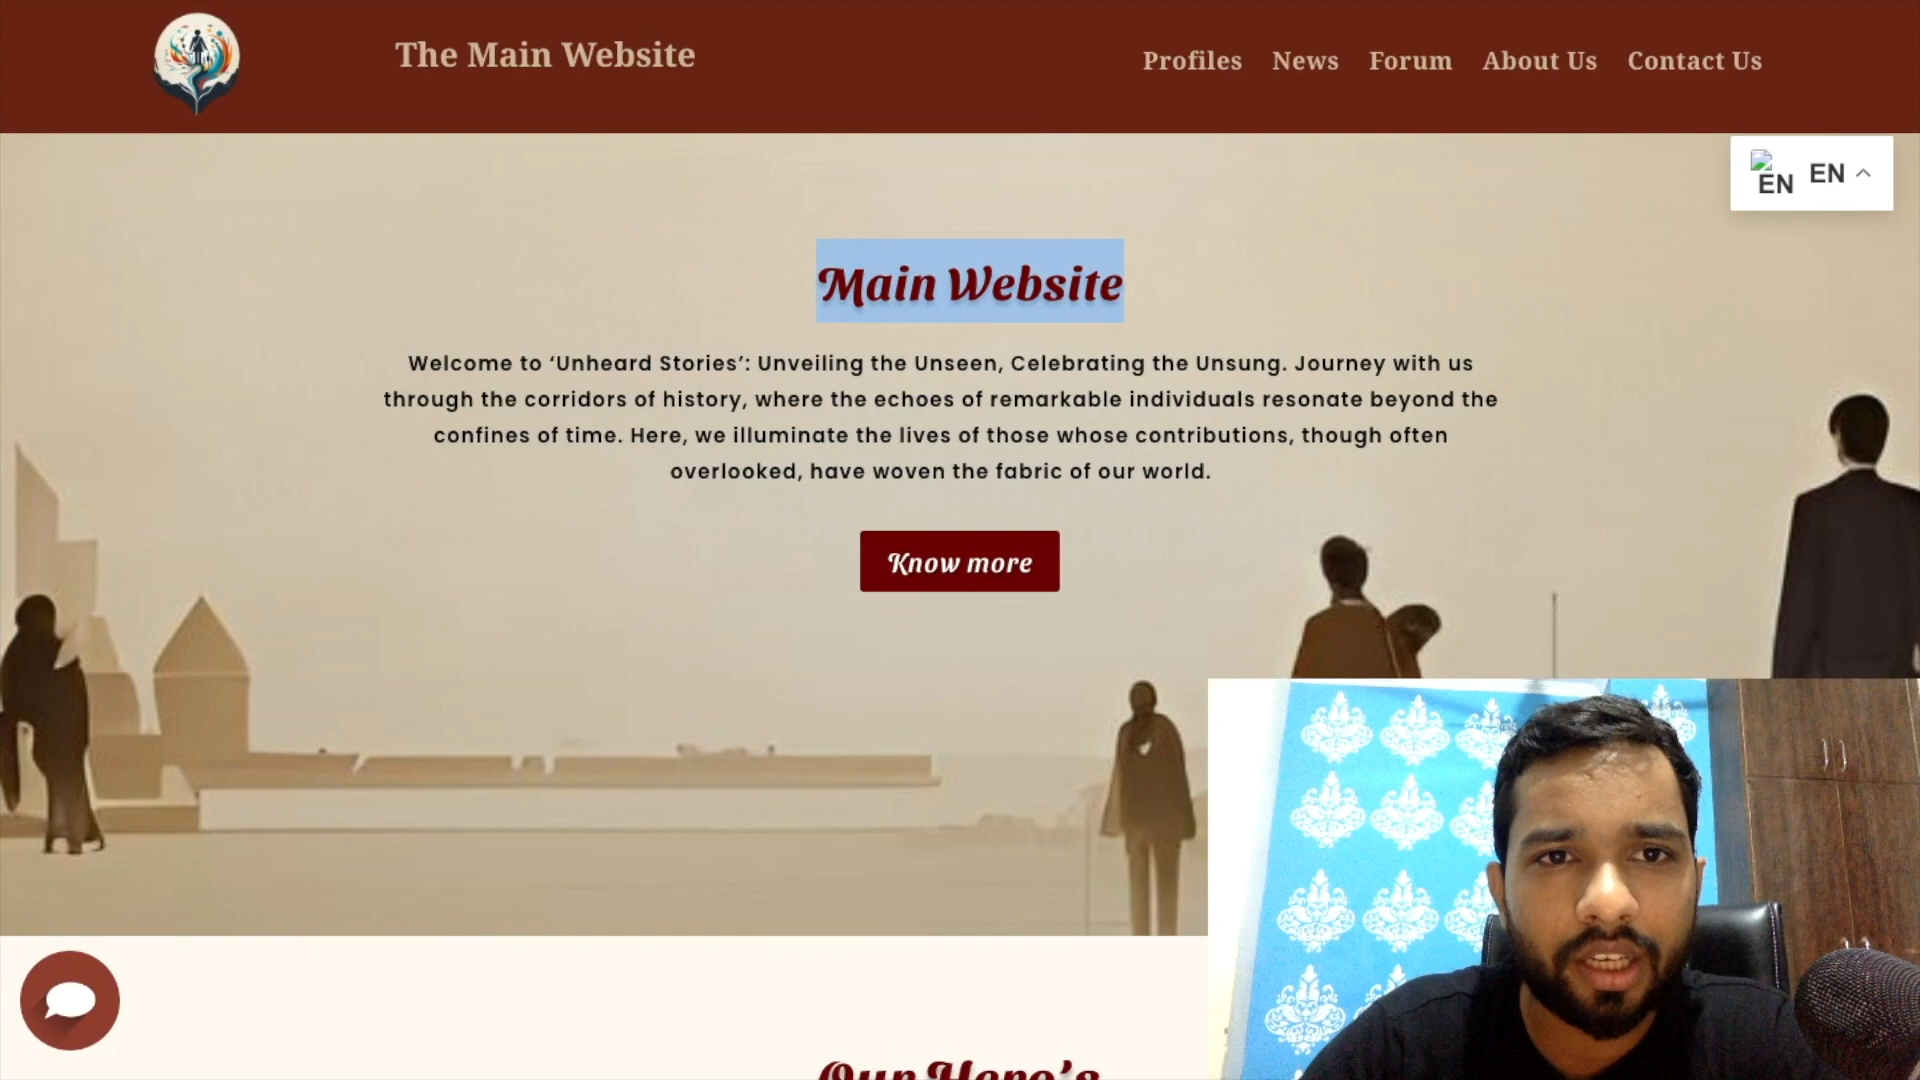 The Main Website
Profiles News Forum About Us Contact Us
EN EN
Main Website
Welcome to ‘Unheard Stories’: Unveiling the Unseen, Celebrating the Unsung. Journey with us
through the corridors of history, where the echoes of remarkable individuals resonate beyond the
confines of time. Here, we illuminate the lives of those whose contributions, though often
overlooked, have woven the fabric of our world.
Know more
Our Hero’s